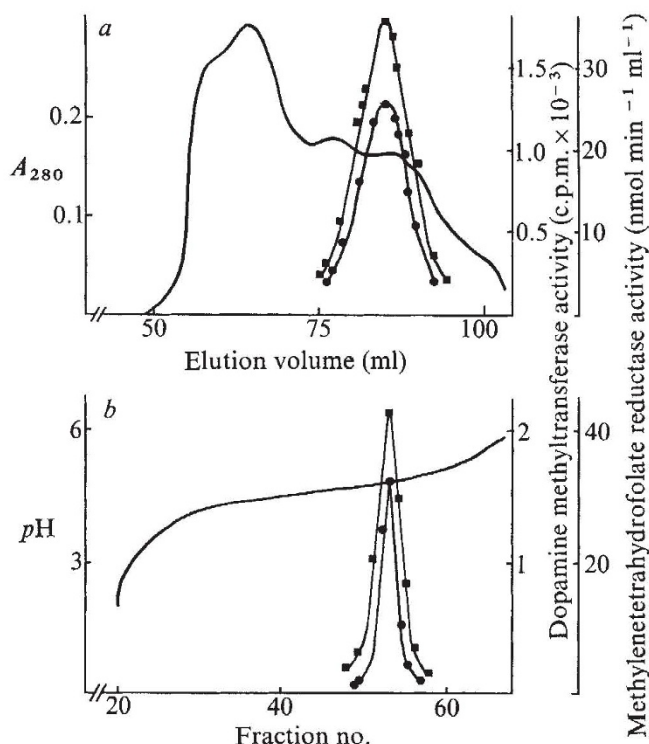 a
0.2
A280
0.1
50
75
100
Elution volume (ml)
1.5
1.0
0.5
30
20
10
b
6
pH
3
20
40
60
Fraction no.
2
1
40
20
Dopamine methyltransferase activity (c.p.m. × 10⁻³)
Methylenetetrahydrofolate reductase activity (nmol min⁻¹ ml⁻¹)